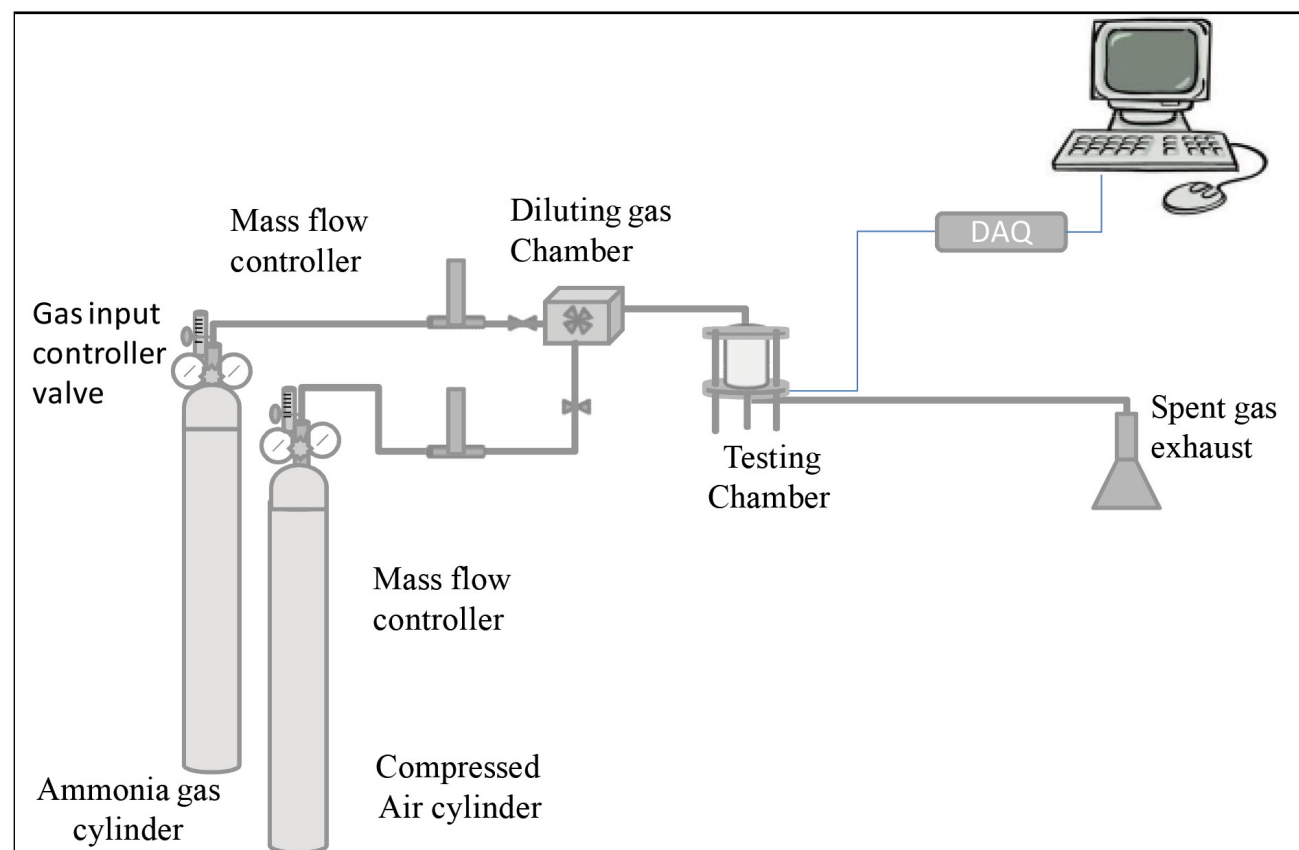 Mass flow
controller
Diluting gas
Chamber
DAQ
Gas input
controller
valve
Testing
Chamber
Spent gas
exhaust
Mass flow
controller
Ammonia gas
cylinder
Compressed
Air cylinder